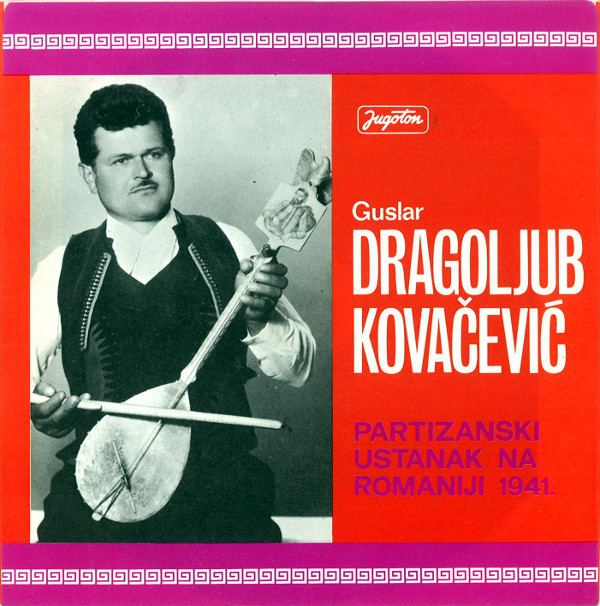 Jugoton
Guslar
DRAGOLJUB
KOVAČEVIĆ
PARTIZANSKI
USTANAK NA
ROMANIJI 1941.